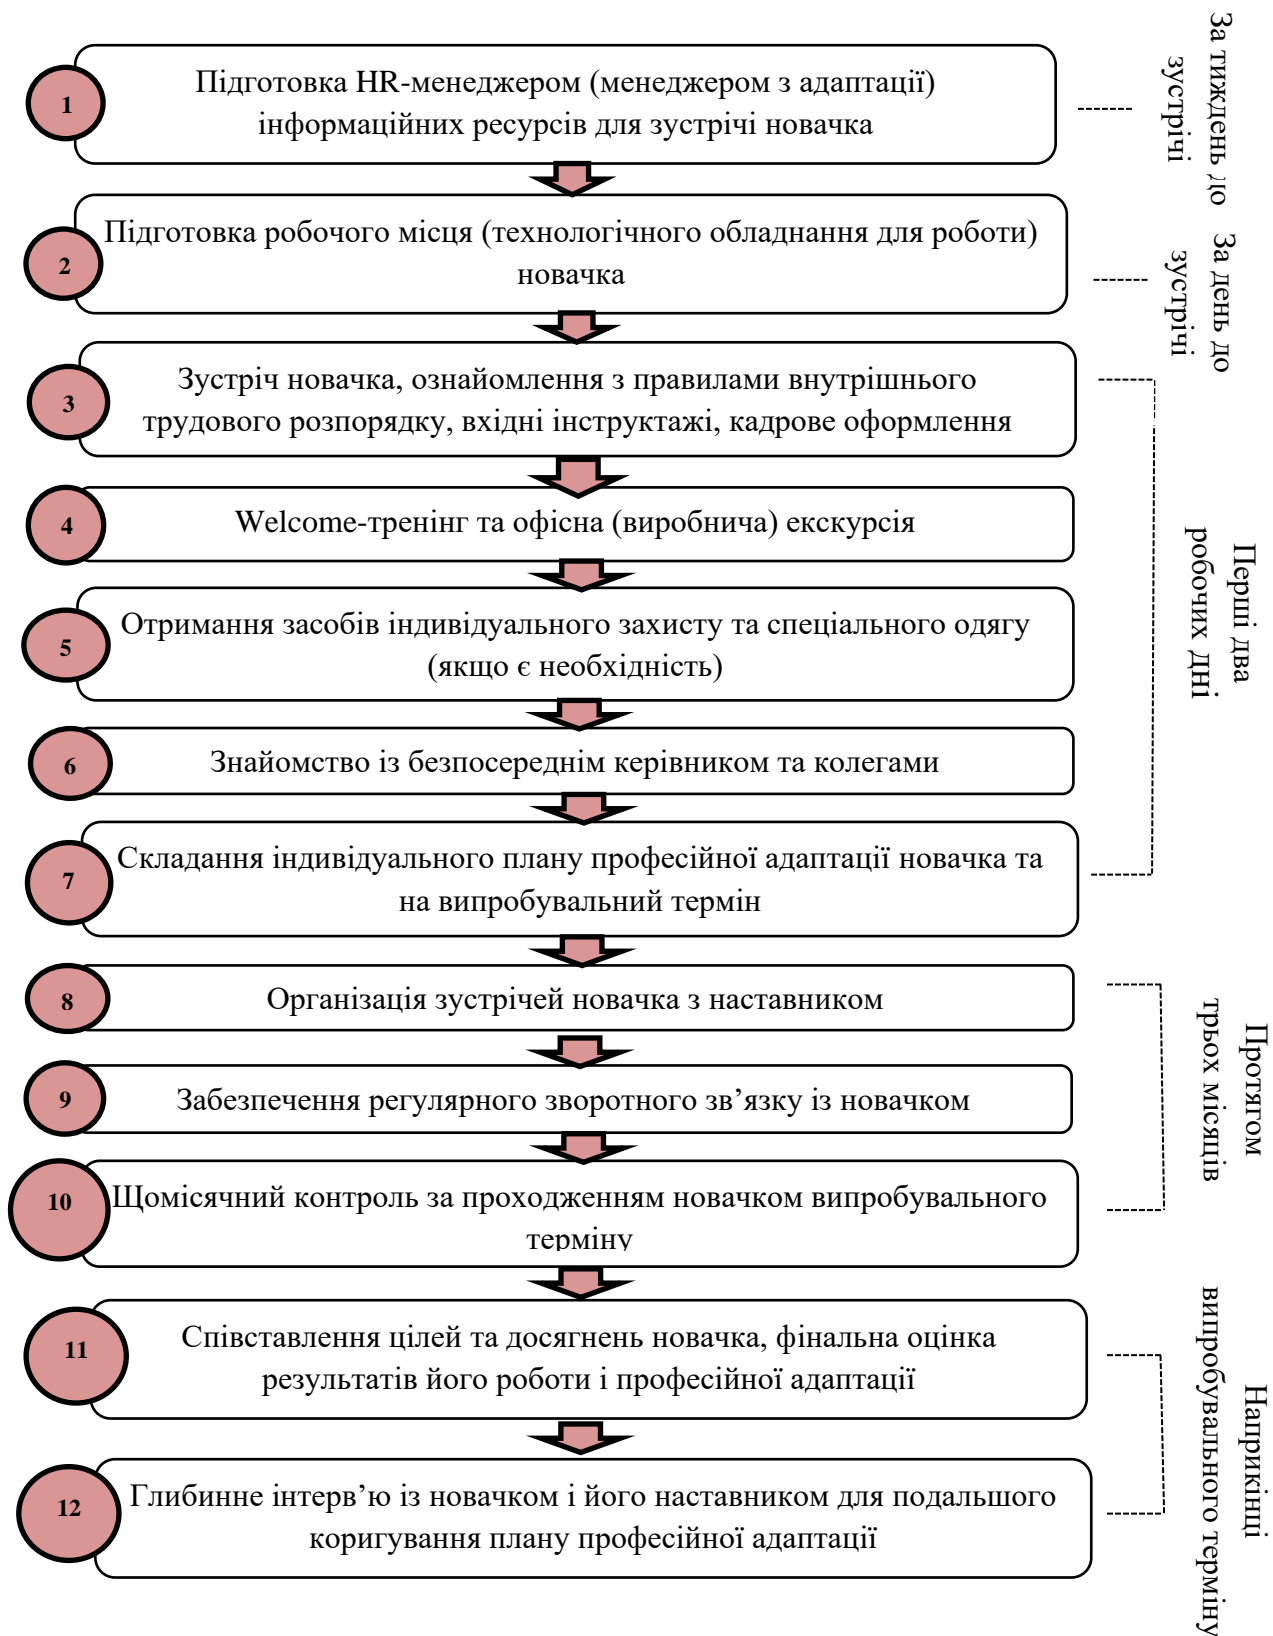 За тиждень до
зустрічі
1
Підготовка HR-менеджером (менеджером з адаптації)
інформаційних ресурсів для зустрічі новачка
2
Підготовка робочого місця (технологічного обладнання для роботи)
новачка
За день до
зустрічі
3
Зустріч новачка, ознайомлення з правилами внутрішнього
трудового розпорядку, вхідні інструктажі, кадрове оформлення
4
Welcome-тренінг та офісна (виробнича) екскурсія
Перші два
робочих дні
5
Отримання засобів індивідуального захисту та спеціального одягу
(якщо є необхідність)
6
Знайомство із безпосереднім керівником та колегами
7
Складання індивідуального плану професійної адаптації новачка та
на випробувальний термін
8
Організація зустрічей новачка з наставником
Протягом
трьох місяців
9
Забезпечення регулярного зворотного зв’язку із новачком
10
Щомісячний контроль за проходженням новачком випробувального
терміну
11
Співставлення цілей та досягнень новачка, фінальна оцінка
результатів його роботи і професійної адаптації
Наприкінці
випробувального терміну
12
Глибинне інтерв’ю із новачком і його наставником для подальшого
коригування плану професійної адаптації